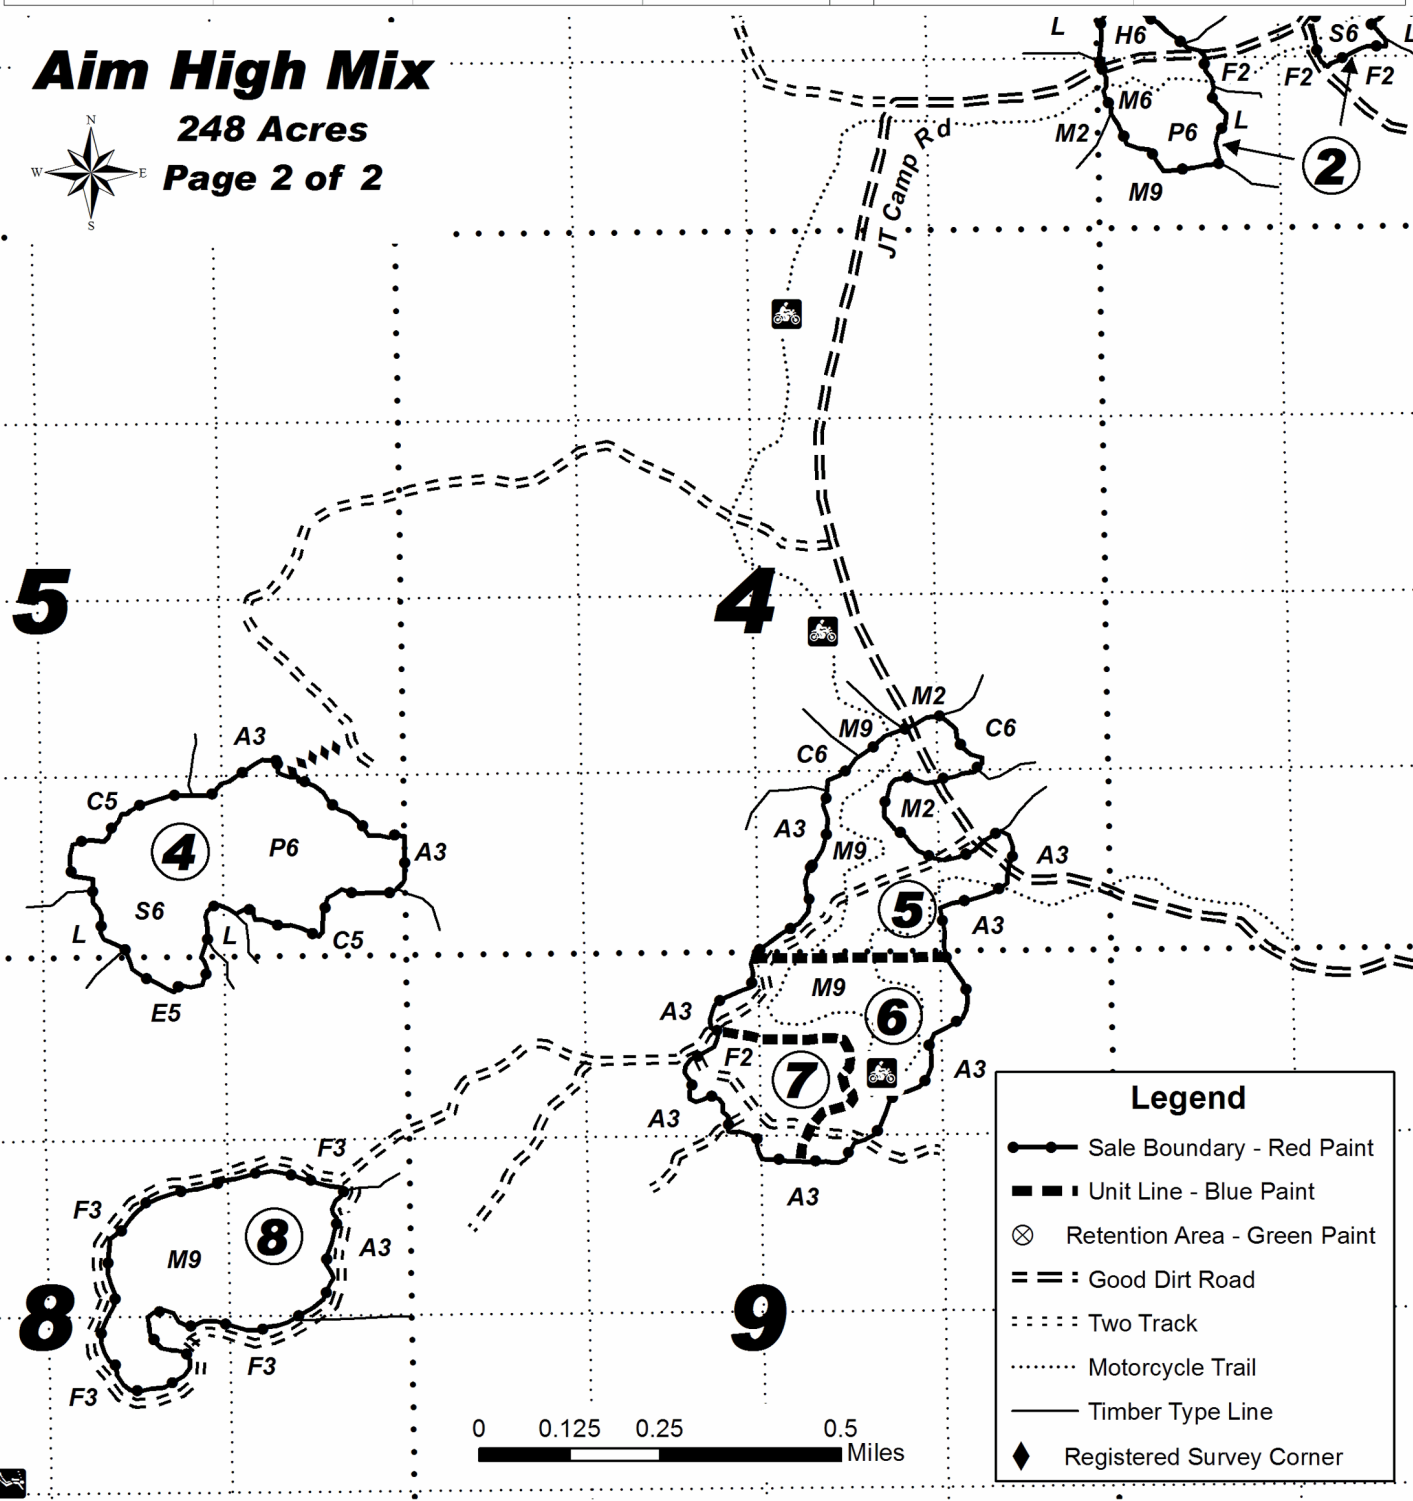 Aim High Mix
248 Acres
Page 2 of 2
N
W
E
S
L
H6
S6
L
F2
F2
F2
M6
M2
P6
L
2
M9
JT Camp Rd
5
4
M2
M9
C6
C6
A3
C5
M2
A3
4
P6
A3
M9
A3
S6
5
L
L
C5
A3
E5
M9
A3
6
F2
7
A3
A3
F3
A3
F3
8
A3
M9
8
9
F3
F3
0 0.125 0.25 0.5
Miles
Legend
Sale Boundary - Red Paint
Unit Line - Blue Paint
Retention Area - Green Paint
Good Dirt Road
Two Track
Motorcycle Trail
Timber Type Line
Registered Survey Corner